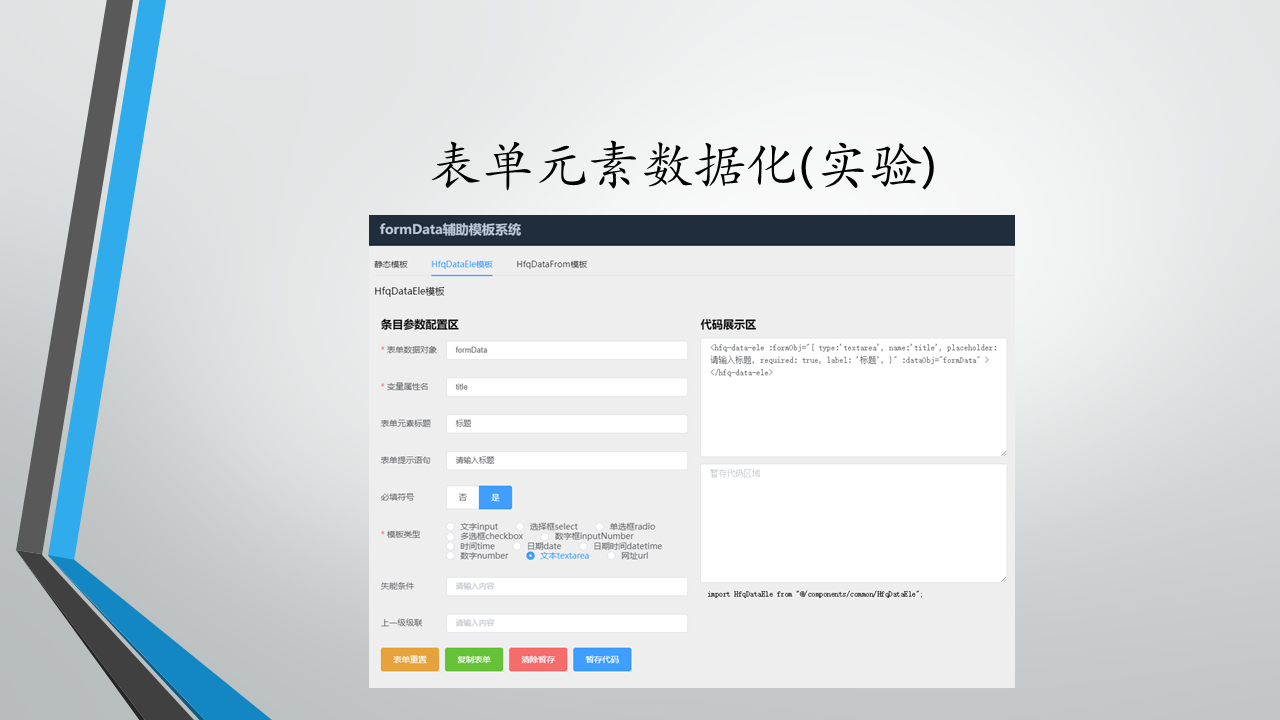 表单元素数据化(实验)
formData辅助模板系统
静态模板 HfqDataEle模板 HfqDataFrom模板
HfqDataEle模板
条目参数配置区
* 表单数据对象 formData
* 变量属性名 title
表单元素标题 标题
表单提示语句 请输入标题
必填符号 否 是
* 模板类型 文字input 选择框select 单选框radio
多选框checkbox 数字框inputNumber
时间time 日期date 日期时间datetime
数字number 文本textarea 网址url
失能条件 请输入内容
上一级级联 请输入内容
表单重置 复制表单 清除暂存 暂存代码
代码展示区
<hfq-data-ele :formObj="{ type:'textarea', name:'title', placeholder:
请输入标题, required: true, label: '标题', }" :dataObj="formData" >
</hfq-data-ele>
暂存代码区域
import HfqDataEle from "@/components/common/HfqDataEle";